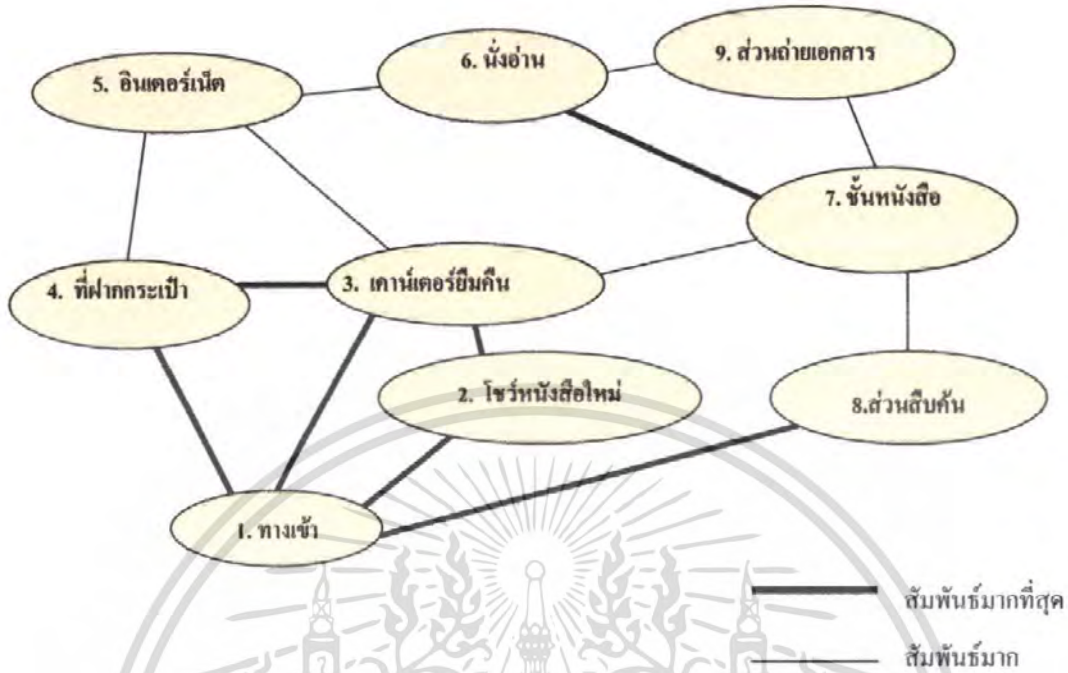 6. นั่งอ่าน
9. ส่วนถ่ายเอกสาร
5. อินเตอร์เน็ต
7. ชั้นหนังสือ
4. ที่ฝากกระเป๋า
3. เคาน์เตอร์ยืมคืน
2. โชว์หนังสือใหม่
8.ส่วนสืบค้น
1. ทางเข้า
สัมพันธ์มากที่สุด
สัมพันธ์มาก